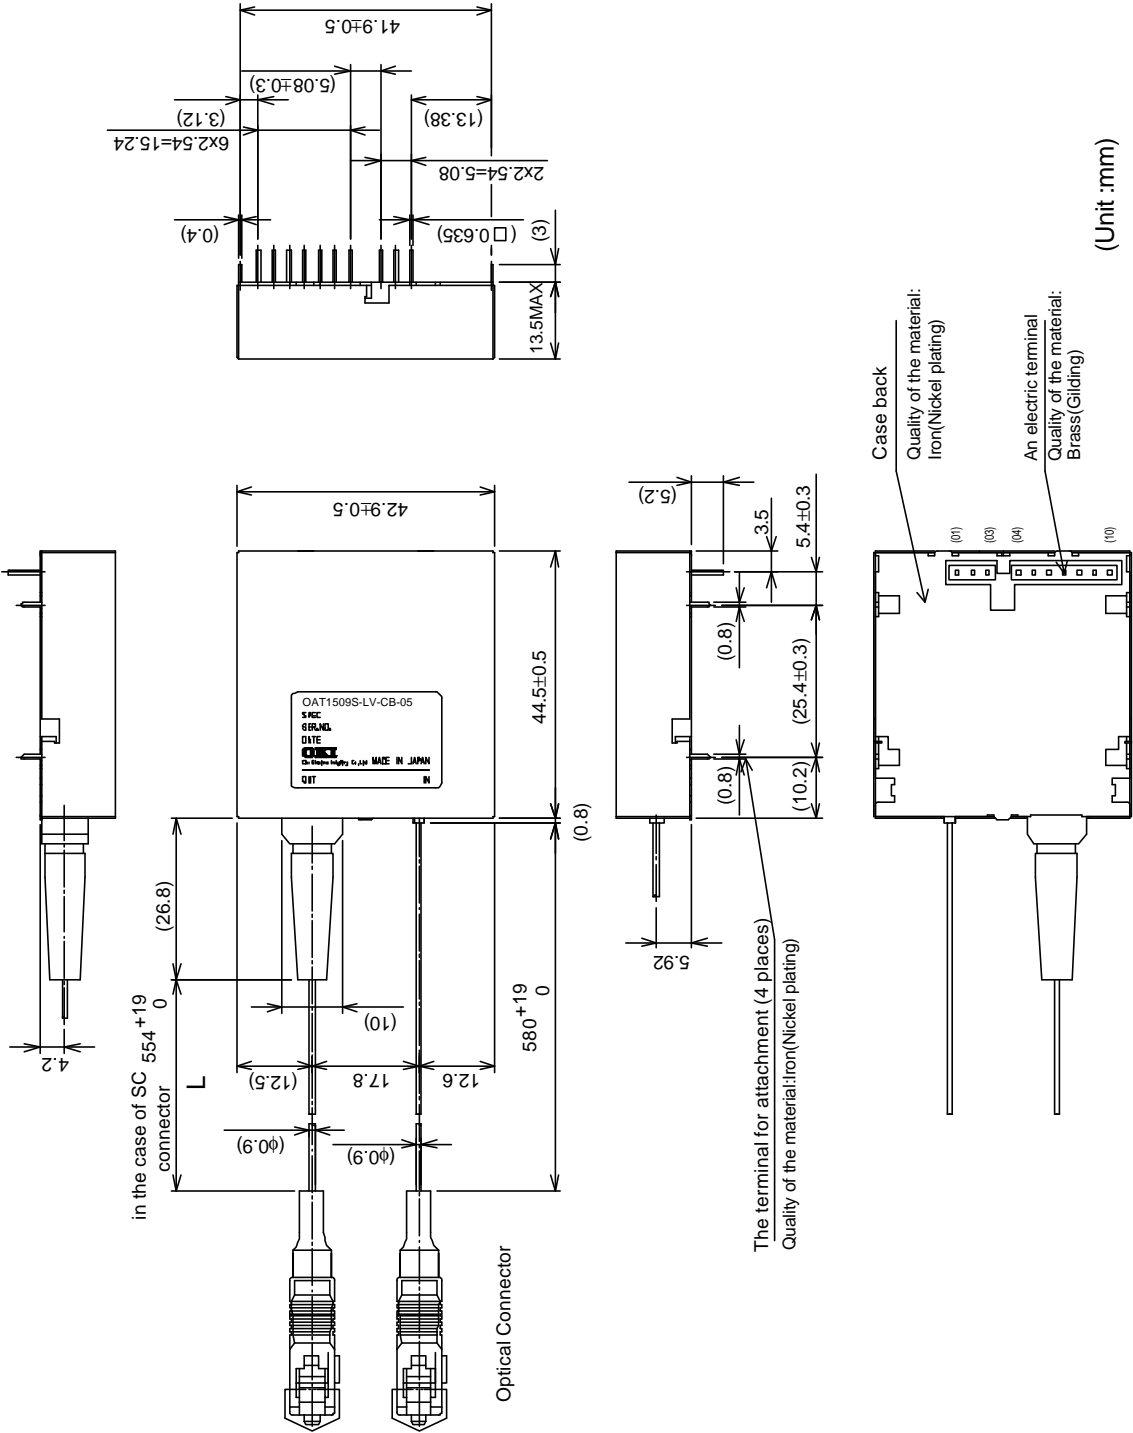 41.9±0.5
(5.08±0.3)
(3.12)
(13.38)
6x2.54=15.24
2x2.54=5.08
(0.4)
(□0.635)
(3)
13.5MAX
(Unit :mm)
4.2
42.9±0.5
44.5±0.5
(0.8)
OAT1509S-LV-CB-05
SPEC
SER.NO.
DATE
OKI
MADE IN JAPAN
OUT IN
(26.8)
in the case of SC connector
554 +19 0
L
(10)
(12.5)
17.8
12.6
580 +19 0
(φ0.9)
(φ0.9)
Optical Connector
(5.2)
3.5
5.4±0.3
(0.8)
(25.4±0.3)
(0.8)
(10.2)
5.92
The terminal for attachment (4 places)
Quality of the material:Iron(Nickel plating)
Case back
Quality of the material:
Iron(Nickel plating)
An electric terminal
Quality of the material:
Brass(Gilding)
(01)
(03)
(04)
(10)